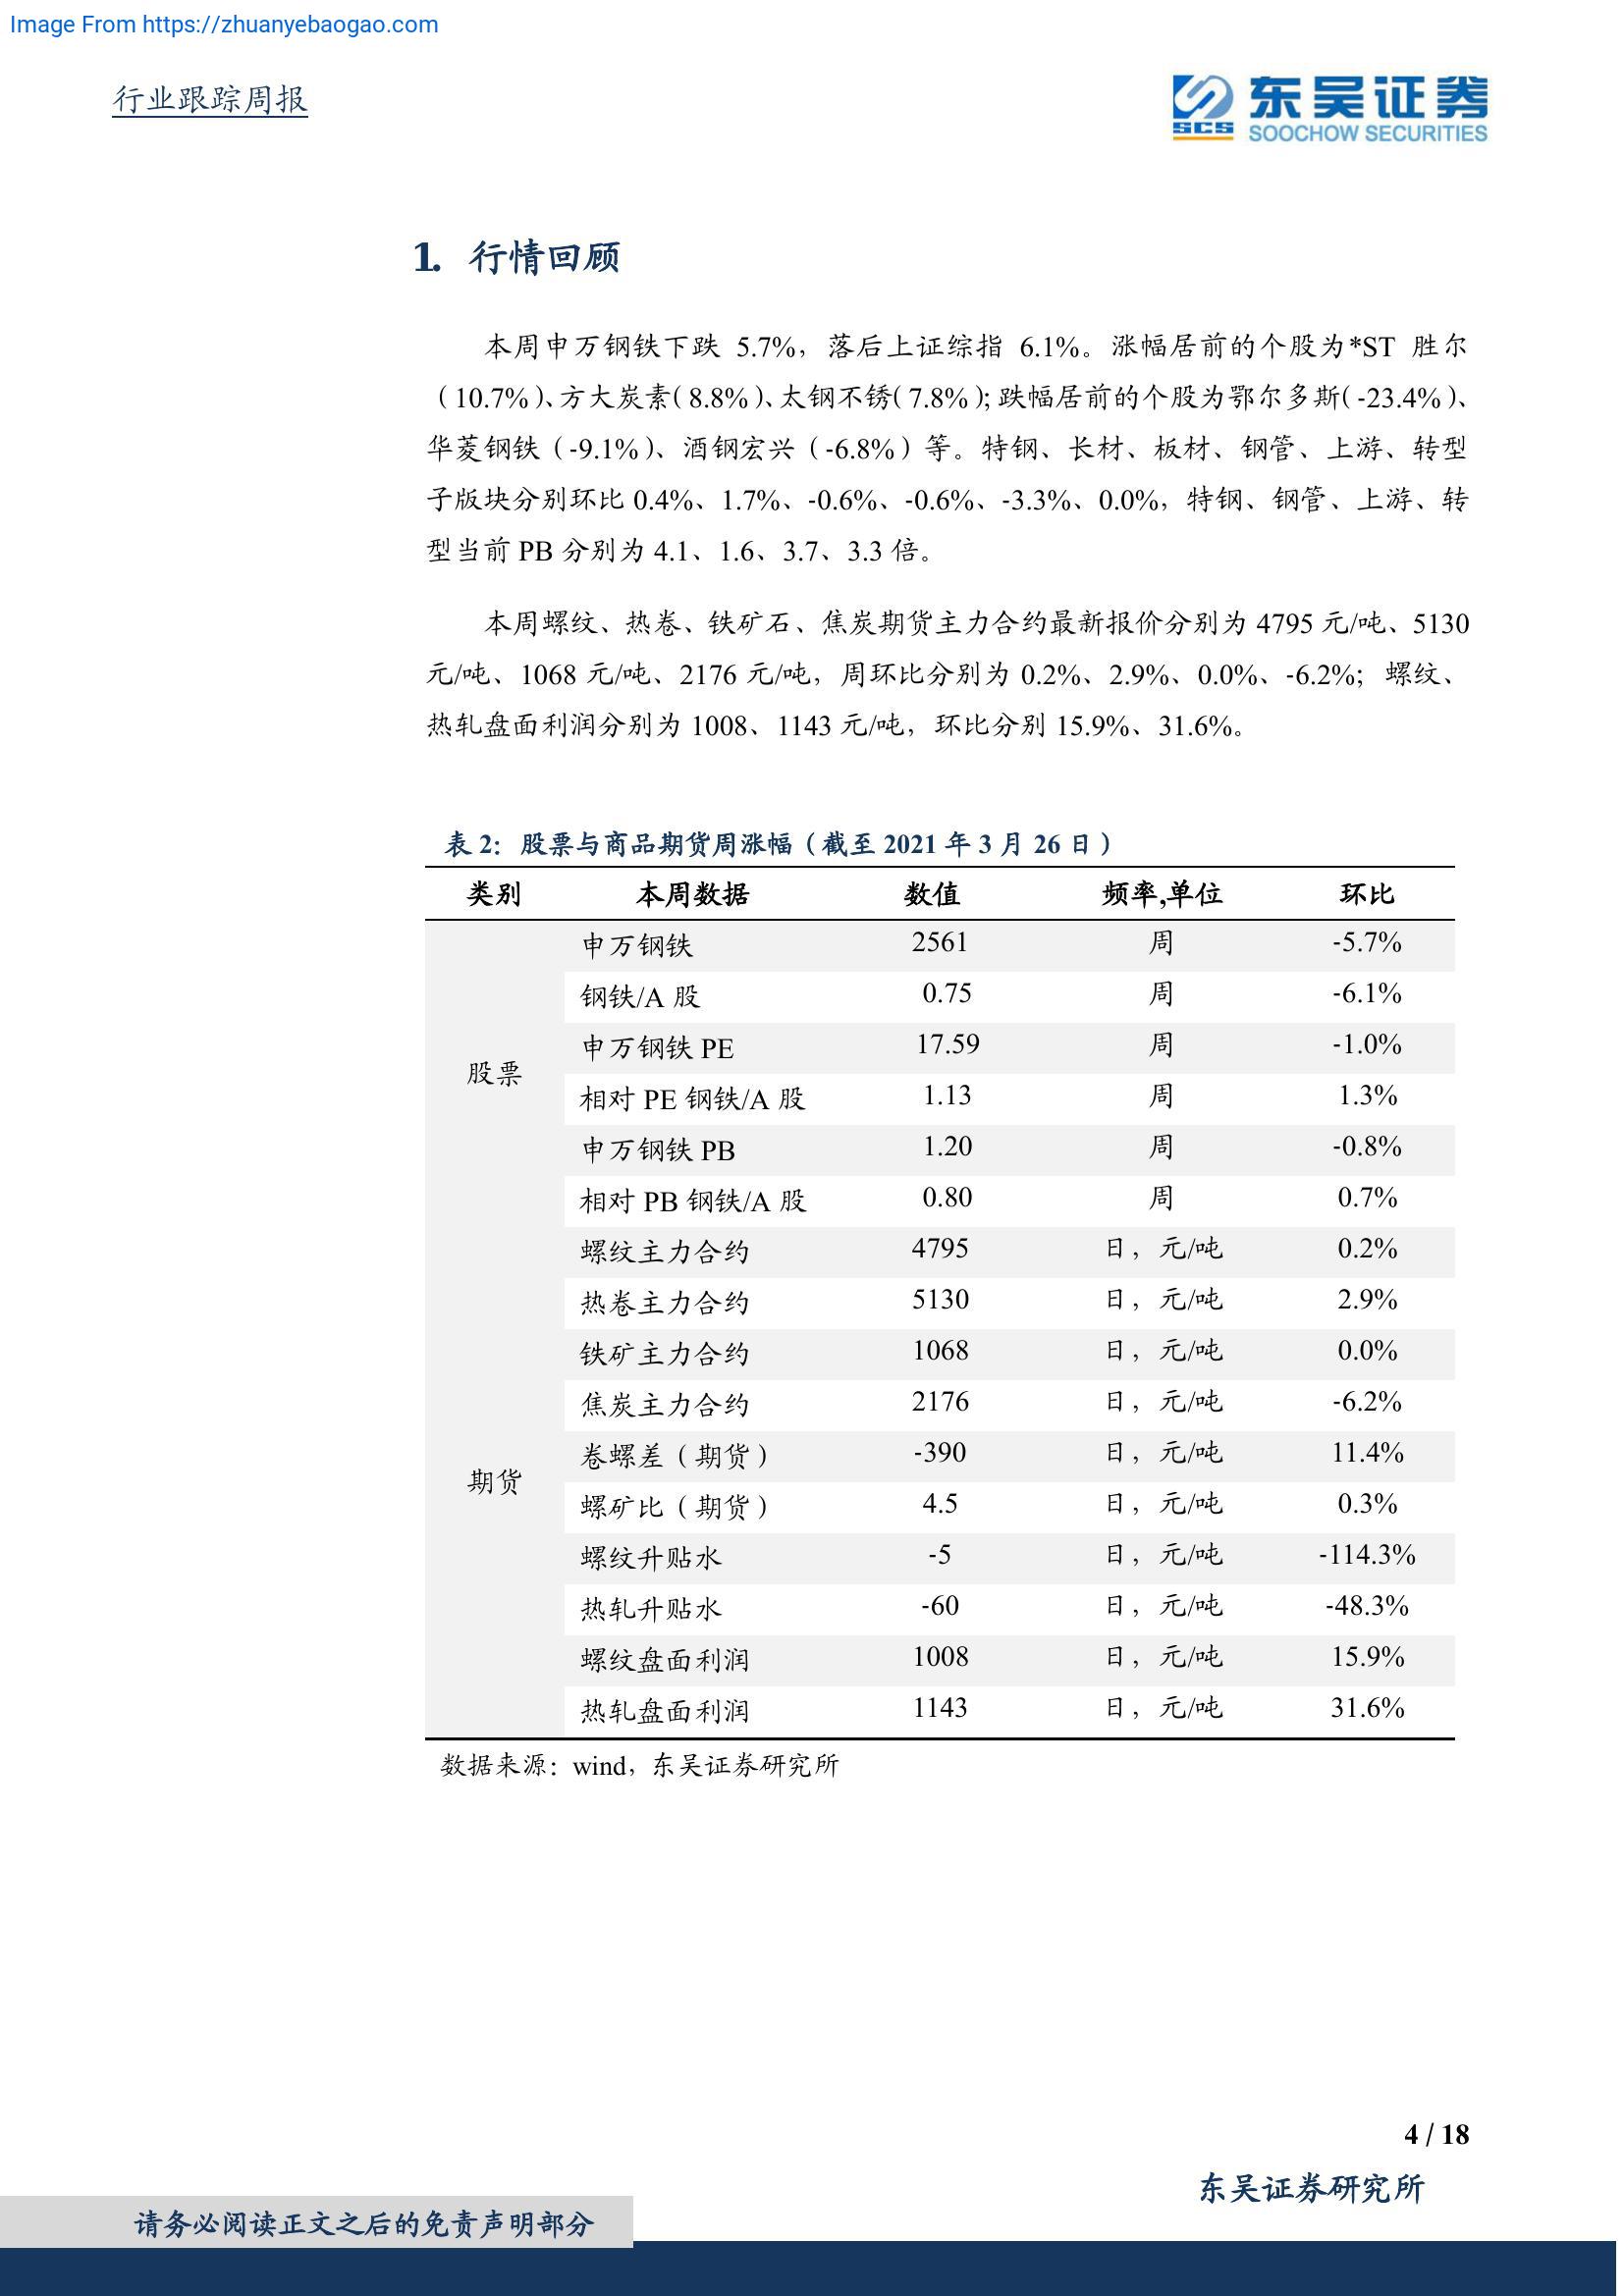 Image From https://zhuanyebaogao.com
行业跟踪周报
东吴证券
SCS
SOOCHOW SECURITIES
1. 行情回顾
本周申万钢铁下跌 5.7%，落后上证综指 6.1%。涨幅居前的个股为*ST 胜尔
（10.7%）、方大炭素（8.8%）、太钢不锈（7.8%）；跌幅居前的个股为鄂尔多斯（-23.4%）、
华菱钢铁（-9.1%）、酒钢宏兴（-6.8%）等。特钢、长材、板材、钢管、上游、转型
子版块分别环比 0.4%、1.7%、-0.6%、-0.6%、-3.3%、0.0%，特钢、钢管、上游、转
型当前 PB 分别为 4.1、1.6、3.7、3.3 倍。
本周螺纹、热卷、铁矿石、焦炭期货主力合约最新报价分别为 4795 元/吨、5130
元/吨、1068 元/吨、2176 元/吨，周环比分别为 0.2%、2.9%、0.0%、-6.2%；螺纹、
热轧盘面利润分别为 1008、1143 元/吨，环比分别 15.9%、31.6%。
表 2：股票与商品期货周涨幅（截至 2021 年 3 月 26 日）
类别 本周数据 数值 频率,单位 环比
申万钢铁 2561 周 -5.7%
钢铁/A 股 0.75 周 -6.1%
申万钢铁 PE 17.59 周 -1.0%
股票
相对 PE 钢铁/A 股 1.13 周 1.3%
申万钢铁 PB 1.20 周 -0.8%
相对 PB 钢铁/A 股 0.80 周 0.7%
螺纹主力合约 4795 日，元/吨 0.2%
热卷主力合约 5130 日，元/吨 2.9%
铁矿主力合约 1068 日，元/吨 0.0%
焦炭主力合约 2176 日，元/吨 -6.2%
卷螺差（期货） -390 日，元/吨 11.4%
期货
螺矿比（期货） 4.5 日，元/吨 0.3%
螺纹升贴水 -5 日，元/吨 -114.3%
热轧升贴水 -60 日，元/吨 -48.3%
螺纹盘面利润 1008 日，元/吨 15.9%
热轧盘面利润 1143 日，元/吨 31.6%
数据来源：wind，东吴证券研究所
4 / 18
东吴证券研究所
请务必阅读正文之后的免责声明部分